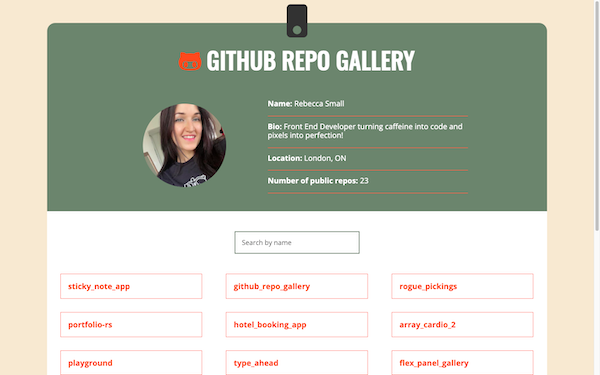 GITHUB REPO GALLERY
Name: Rebecca Small
Bio: Front End Developer turning caffeine into code and
pixels into perfection!
Location: London, ON
Number of public repos: 23
Search by name
sticky_note_app
github_repo_gallery
rogue_pickings
portfolio-rs
hotel_booking_app
array_cardio_2
playground
type_ahead
flex_panel_gallery